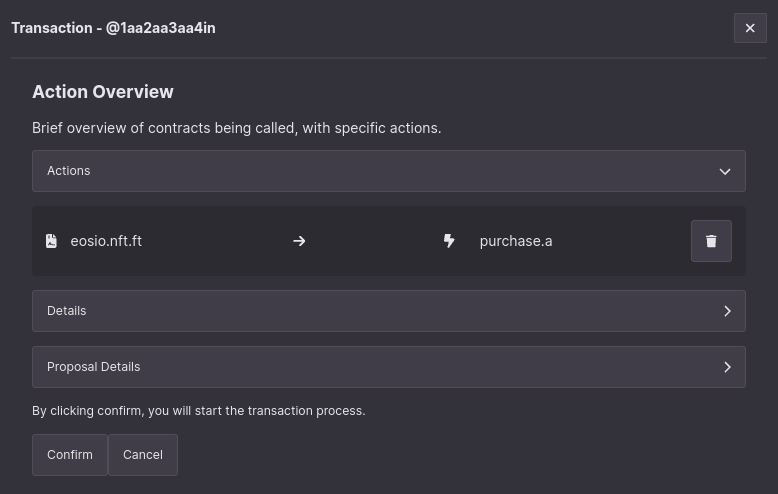 Transaction - @1aa2aa3aa4in
Action Overview
Brief overview of contracts being called, with specific actions.
Actions
eosio.nft.ft → purchase.a
Details
Proposal Details
By clicking confirm, you will start the transaction process.
Confirm Cancel